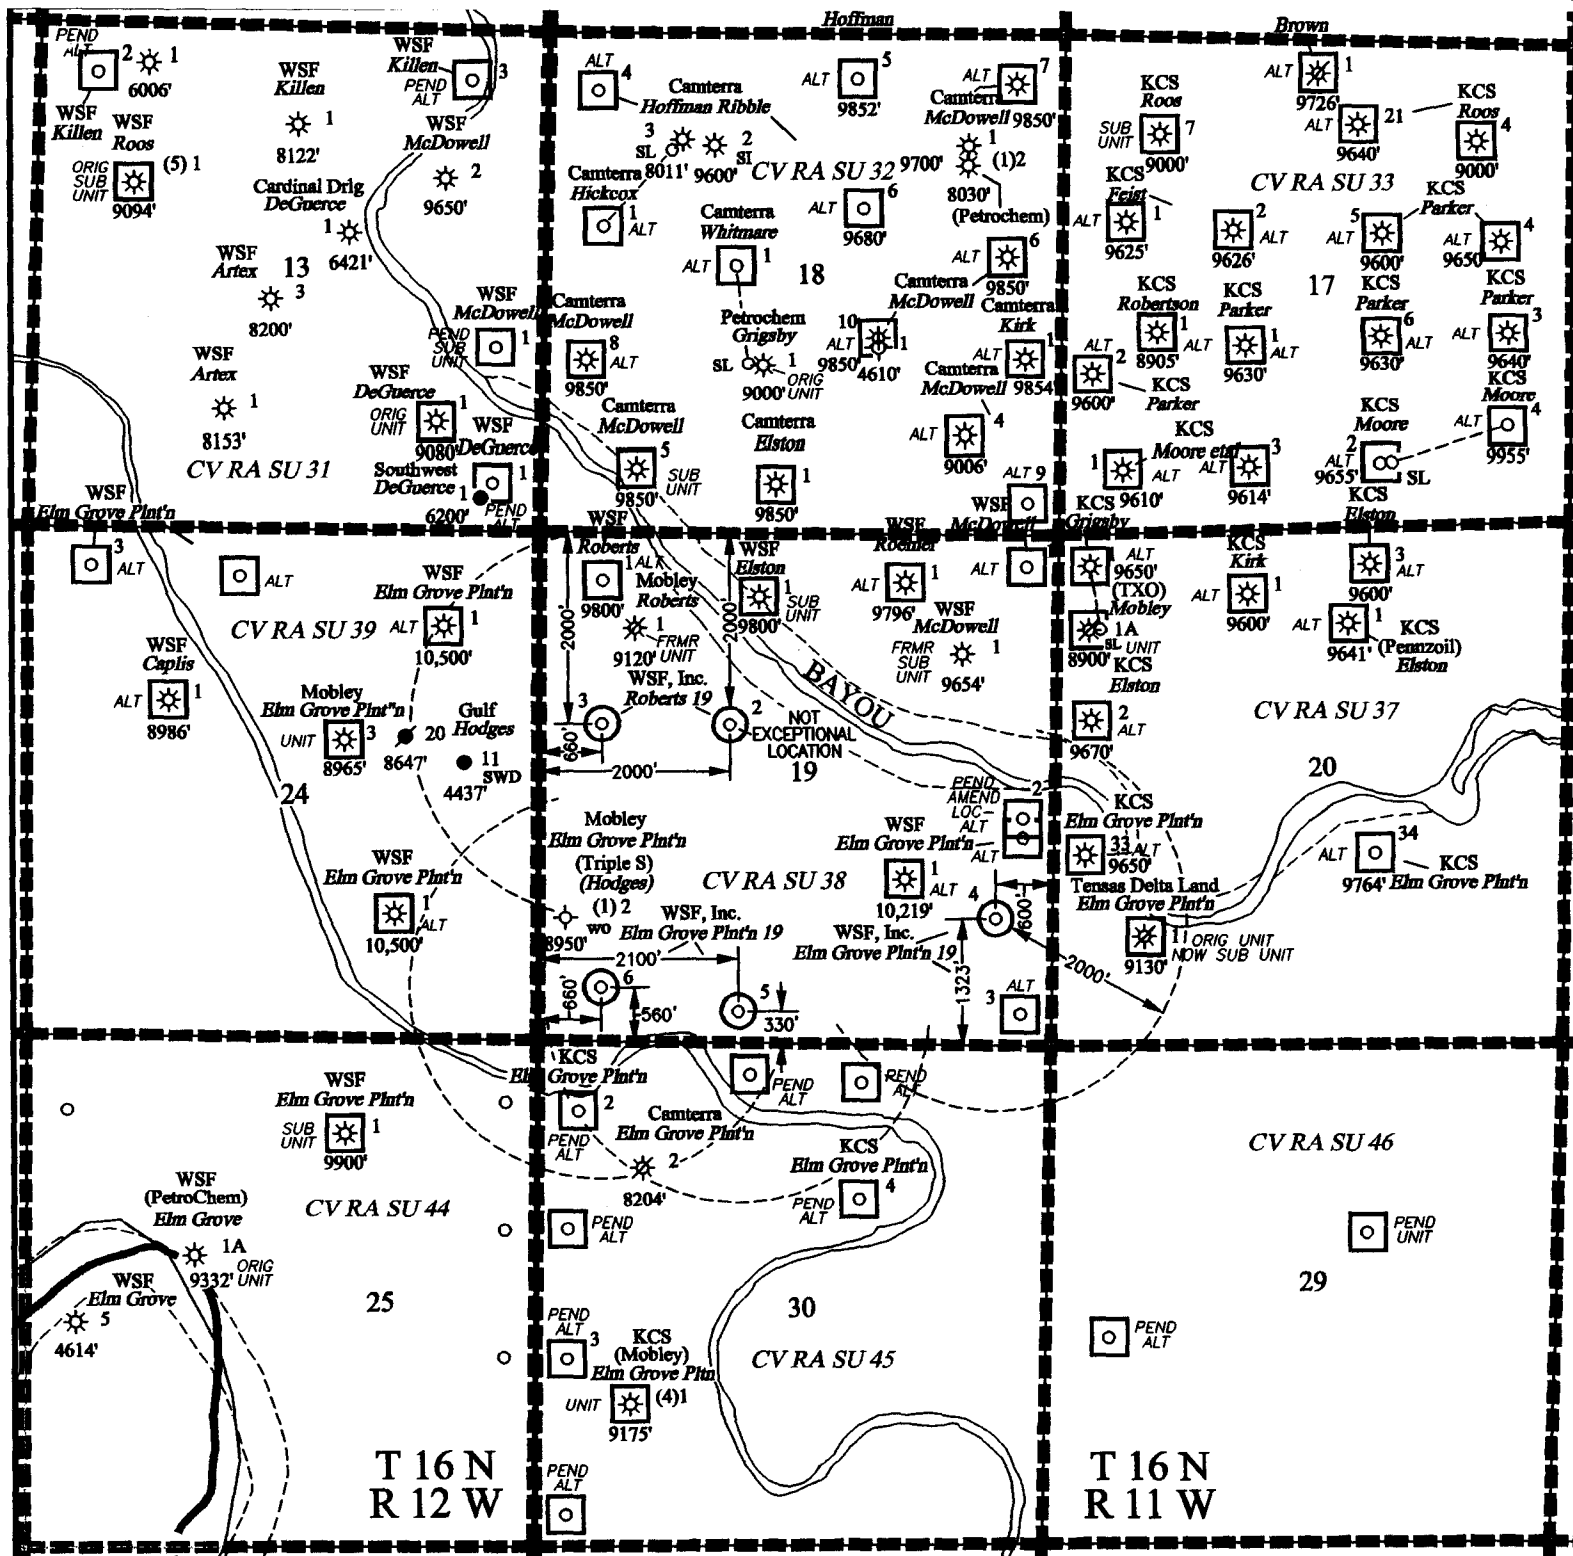 Hoffman
Brown
PEND
ALT
2
1
6006'
WSF
Killen
WSF
Roos
ORIG
SUB
UNIT
(5) 1
9094'
WSF
Killen
1
8122'
WSF
Killen
PEND
ALT
3
WSF
McDowell
2
9650'
Cardinal Drlg
DeGuerce
1
6421'
WSF
Artex
3
8200'
13
WSF
McDowell
PEND
SUB
UNIT
1
WSF
Artex
1
8153'
WSF
DeGuerce
ORIG
UNIT
1
9080'
WSF
DeGuerce
Southwest
DeGuerce
1
1
6200'
PEND
ALT
CV RA SU 31
WSF
Elm Grove Plnt'n
ALT
4
Camterra
Hoffman Ribble
3
SL
8011'
2
SI
9600'
ALT
5
9852'
ALT
7
Camterra
McDowell
9850'
1
9700'
(1)2
8030'
(Petrochem)
CV RA SU 32
Camterra
Hickcox
1
ALT
Camterra
Whitmare
ALT
1
6
ALT
9680'
ALT
6
9850'
18
Camterra
McDowell
Camterra
McDowell
8
ALT
9850'
Petrochem
Grigsby
SL
1
9000'
ORIG
UNIT
10
ALT
9850'
1
4610'
Camterra
Kirk
ALT
1
9854'
Camterra
McDowell
4
ALT
9006'
Camterra
McDowell
5
9850'
SUB
UNIT
Camterra
Elston
1
9850'
ALT 9
WSF
McDowell
ALT
1
9726'
KCS
Roos
SUB
UNIT
7
9000'
21
ALT
9640'
KCS
Roos
4
9000'
CV RA SU 33
KCS
Feist
1
9625'
2
ALT
9626'
KCS
Parker
5
ALT
9600'
4
ALT
9650'
17
KCS
Robertson
1
ALT
8905'
KCS
Parker
1
ALT
9630'
KCS
Parker
6
ALT
9630'
KCS
Parker
3
ALT
9640'
ALT
2
9600'
KCS
Parker
KCS
Moore
4
ALT
9955'
KCS
Moore etal
1
ALT
9610'
3
ALT
9614'
KCS
Moore
2
ALT
9655'
SL
KCS
Grigsby
KCS
Elston
3
ALT
ALT
WSF
Elm Grove Plnt'n
ALT
1
10,500'
CV RA SU 39
WSF
Caplis
ALT
1
8986'
Mobley
Elm Grove Plnt"n
UNIT
3
8965'
20
8647'
Gulf
Hodges
11
SWD
4437'
24
WSF
Elm Grove Plnt'n
1
ALT
10,500'
WSF
Roberts
1
ALT
9800'
Mobley
Roberts
1
9120'
FRMR
UNIT
WSF
Elston
1
9800'
SUB
UNIT
WSF
Roemer
ALT
1
9796'
ALT
WSF
McDowell
FRMR
SUB
UNIT
1
9654'
2000'
2000'
WSF, Inc.
Roberts 19
3
2
NOT
EXCEPTIONAL
LOCATION
660'
2000'
19
BAYOU
PEND
AMEND
LOC-
ALT
2
ALT
Mobley
Elm Grove Plnt'n
(Triple S)
(Hodges)
(1) 2
WO
8950'
CV RA SU 38
WSF
Elm Grove Plnt'n
1
ALT
10,219'
4
600'
WSF, Inc.
Elm Grove Plnt'n 19
WSF, Inc.
Elm Grove Plnt'n 19
2100'
6
660'
560'
5
330'
1323'
2000'
ALT
3
ALT
9650'
(TXO)
Mobley
1A
SL
UNIT
8900'
KCS
Elston
2
ALT
9670'
KCS
Kirk
ALT
1
9600'
3
ALT
9600'
1
ALT
9641'
KCS
(Pennzoil)
Elston
CV RA SU 37
20
KCS
Elm Grove Plnt'n
33
ALT
9650'
34
ALT
9764'
KCS
Elm Grove Plnt'n
Tensas Delta Land
Elm Grove Plnt'n
1
9130'
ORIG UNIT
NOW SUB UNIT
WSF
Elm Grove Plnt'n
SUB
UNIT
1
9900'
CV RA SU 44
WSF
(PetroChem)
Elm Grove
1A
9332'
ORIG
UNIT
WSF
Elm Grove
5
4614'
25
T 16 N
R 12 W
KCS
Elm Grove Plnt'n
2
PEND
ALT
PEND
ALT
PEND
ALT
Camterra
Elm Grove Plnt'n
2
8204'
KCS
Elm Grove Plnt'n
4
PEND
ALT
PEND
ALT
30
PEND
ALT
3
KCS
(Mobley)
Elm Grove Pltn
UNIT
(4)1
9175'
CV RA SU 45
PEND
ALT
CV RA SU 46
PEND
UNIT
29
PEND
ALT
T 16 N
R 11 W